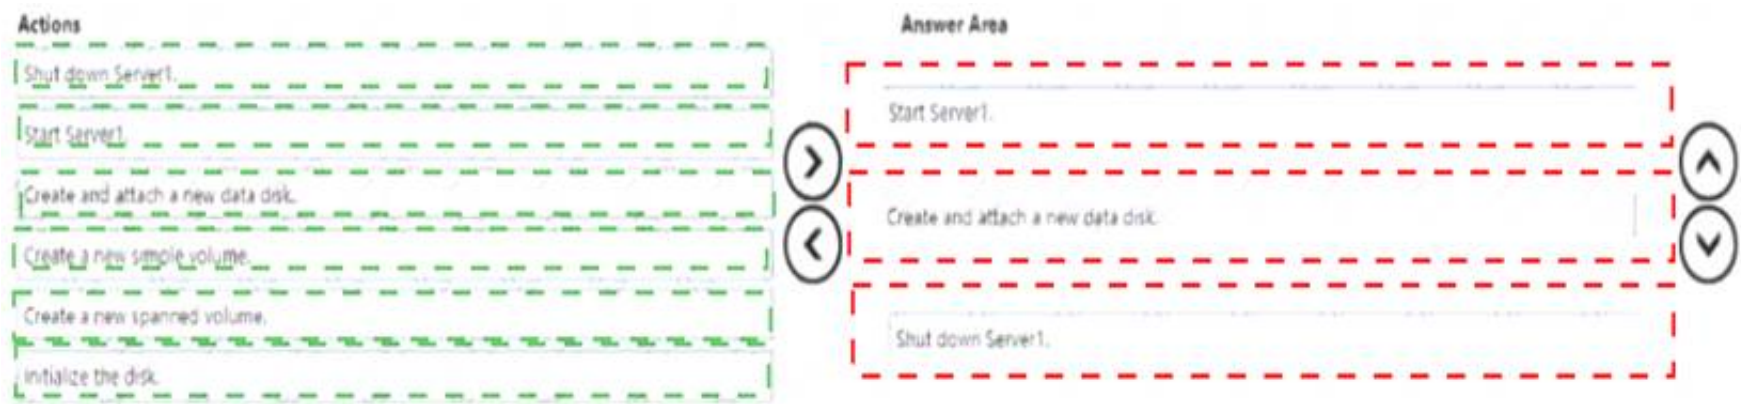 Actions
Shut down Server1.
Start Server1.
Create and attach a new data disk.
Create a new simple volume.
Create a new spanned volume.
Initialize the disk.
Answer Area
Start Server1.
Create and attach a new data disk.
Shut down Server1.